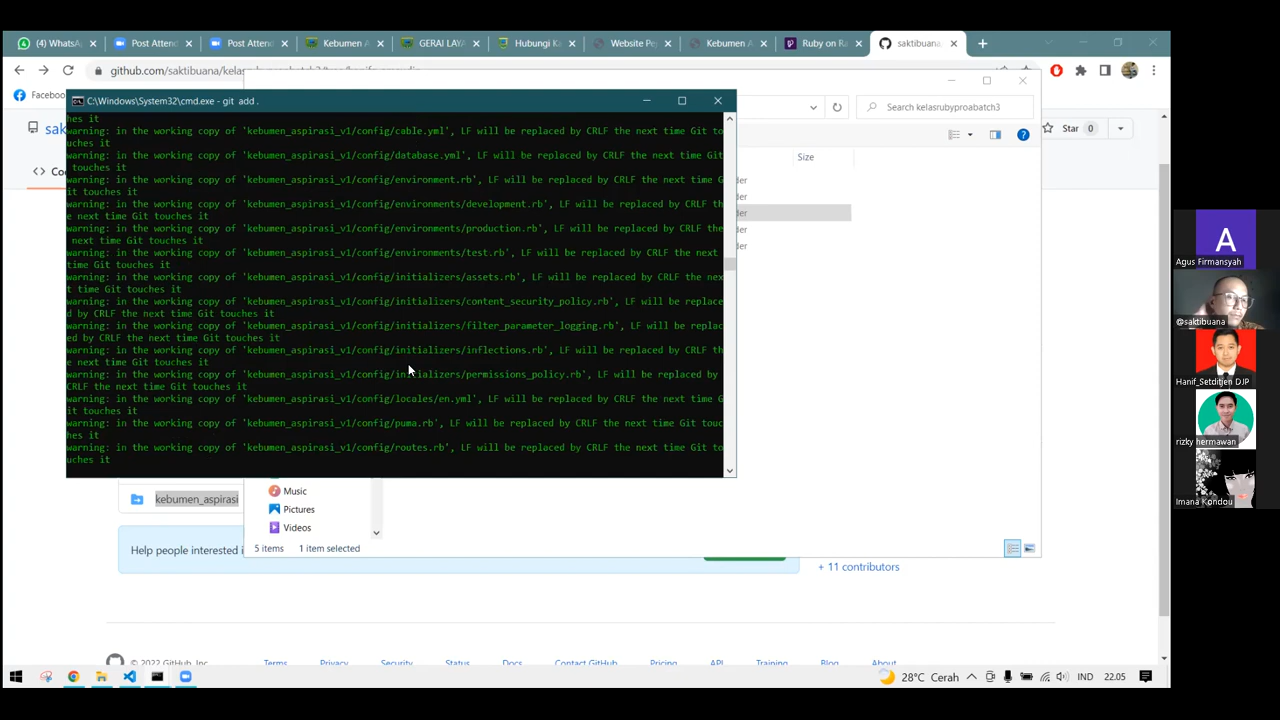 (4) WhatsA
Post Attend
Post Attend
Kebumen A
GERAI LAYA
Hubungi Ka
Website Pe
Kebumen A
Ruby on Ra
saktibuana
github.com/saktibuana/
Faceboo
C:\Windows\System32\cmd.exe - git add .
Search kelasrubyproabatch3
Star 0
Size
sak
Co
hes it
warning: in the working copy of 'kebumen_aspirasi_v1/config/cable.yml', LF will be replaced by CRLF the next time Git to
uches it
warning: in the working copy of 'kebumen_aspirasi_v1/config/database.yml', LF will be replaced by CRLF the next time Git
 touches it
warning: in the working copy of 'kebumen_aspirasi_v1/config/environment.rb', LF will be replaced by CRLF the next time G
it touches it
warning: in the working copy of 'kebumen_aspirasi_v1/config/environments/development.rb', LF will be replaced by CRLF th
e next time Git touches it
warning: in the working copy of 'kebumen_aspirasi_v1/config/environments/production.rb', LF will be replaced by CRLF the
 next time Git touches it
warning: in the working copy of 'kebumen_aspirasi_v1/config/environments/test.rb', LF will be replaced by CRLF the next
time Git touches it
warning: in the working copy of 'kebumen_aspirasi_v1/config/initializers/assets.rb', LF will be replaced by CRLF the nex
t time Git touches it
warning: in the working copy of 'kebumen_aspirasi_v1/config/initializers/content_security_policy.rb', LF will be replace
d by CRLF the next time Git touches it
warning: in the working copy of 'kebumen_aspirasi_v1/config/initializers/filter_parameter_logging.rb', LF will be replac
ed by CRLF the next time Git touches it
warning: in the working copy of 'kebumen_aspirasi_v1/config/initializers/inflections.rb', LF will be replaced by CRLF th
e next time Git touches it
warning: in the working copy of 'kebumen_aspirasi_v1/config/initializers/permissions_policy.rb', LF will be replaced by
CRLF the next time Git touches it
warning: in the working copy of 'kebumen_aspirasi_v1/config/locales/en.yml', LF will be replaced by CRLF the next time G
it touches it
warning: in the working copy of 'kebumen_aspirasi_v1/config/puma.rb', LF will be replaced by CRLF the next time Git touc
hes it
warning: in the working copy of 'kebumen_aspirasi_v1/config/routes.rb', LF will be replaced by CRLF the next time Git to
uches it
der
der
der
der
der
Music
Pictures
Videos
kebumen_aspirasi
5 items 1 item selected
Help people interested i
+ 11 contributors
© 2022 GitHub, Inc.
Terms
Privacy
Security
Status
Docs
Contact GitHub
Pricing
API
Training
Blog
About
28°C Cerah
IND
22.05
A
Agus Firmansyah
@saktibuana
Hanif_Setditjen DJP
rizky hermawan
Imana Kondou